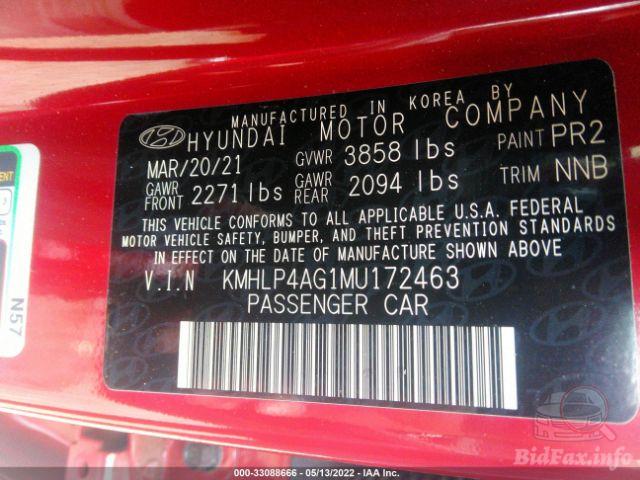 MANUFACTURED IN KOREA BY
HYUNDAI MOTOR COMPANY
MAR/20/21 GVWR 3858 lbs PAINT PR2
GAWR FRONT 2271 lbs GAWR REAR 2094 lbs TRIM NNB
THIS VEHICLE CONFORMS TO ALL APPLICABLE U.S.A. FEDERAL
MOTOR VEHICLE SAFETY, BUMPER, AND THEFT PREVENTION STANDARDS
IN EFFECT ON THE DATE OF MANUFACTURE SHOWN ABOVE
V.I.N KMHLP4AG1MU172463
PASSENGER CAR
N57
000-33088666 - 05/13/2022 - IAA Inc.
BidFax.info